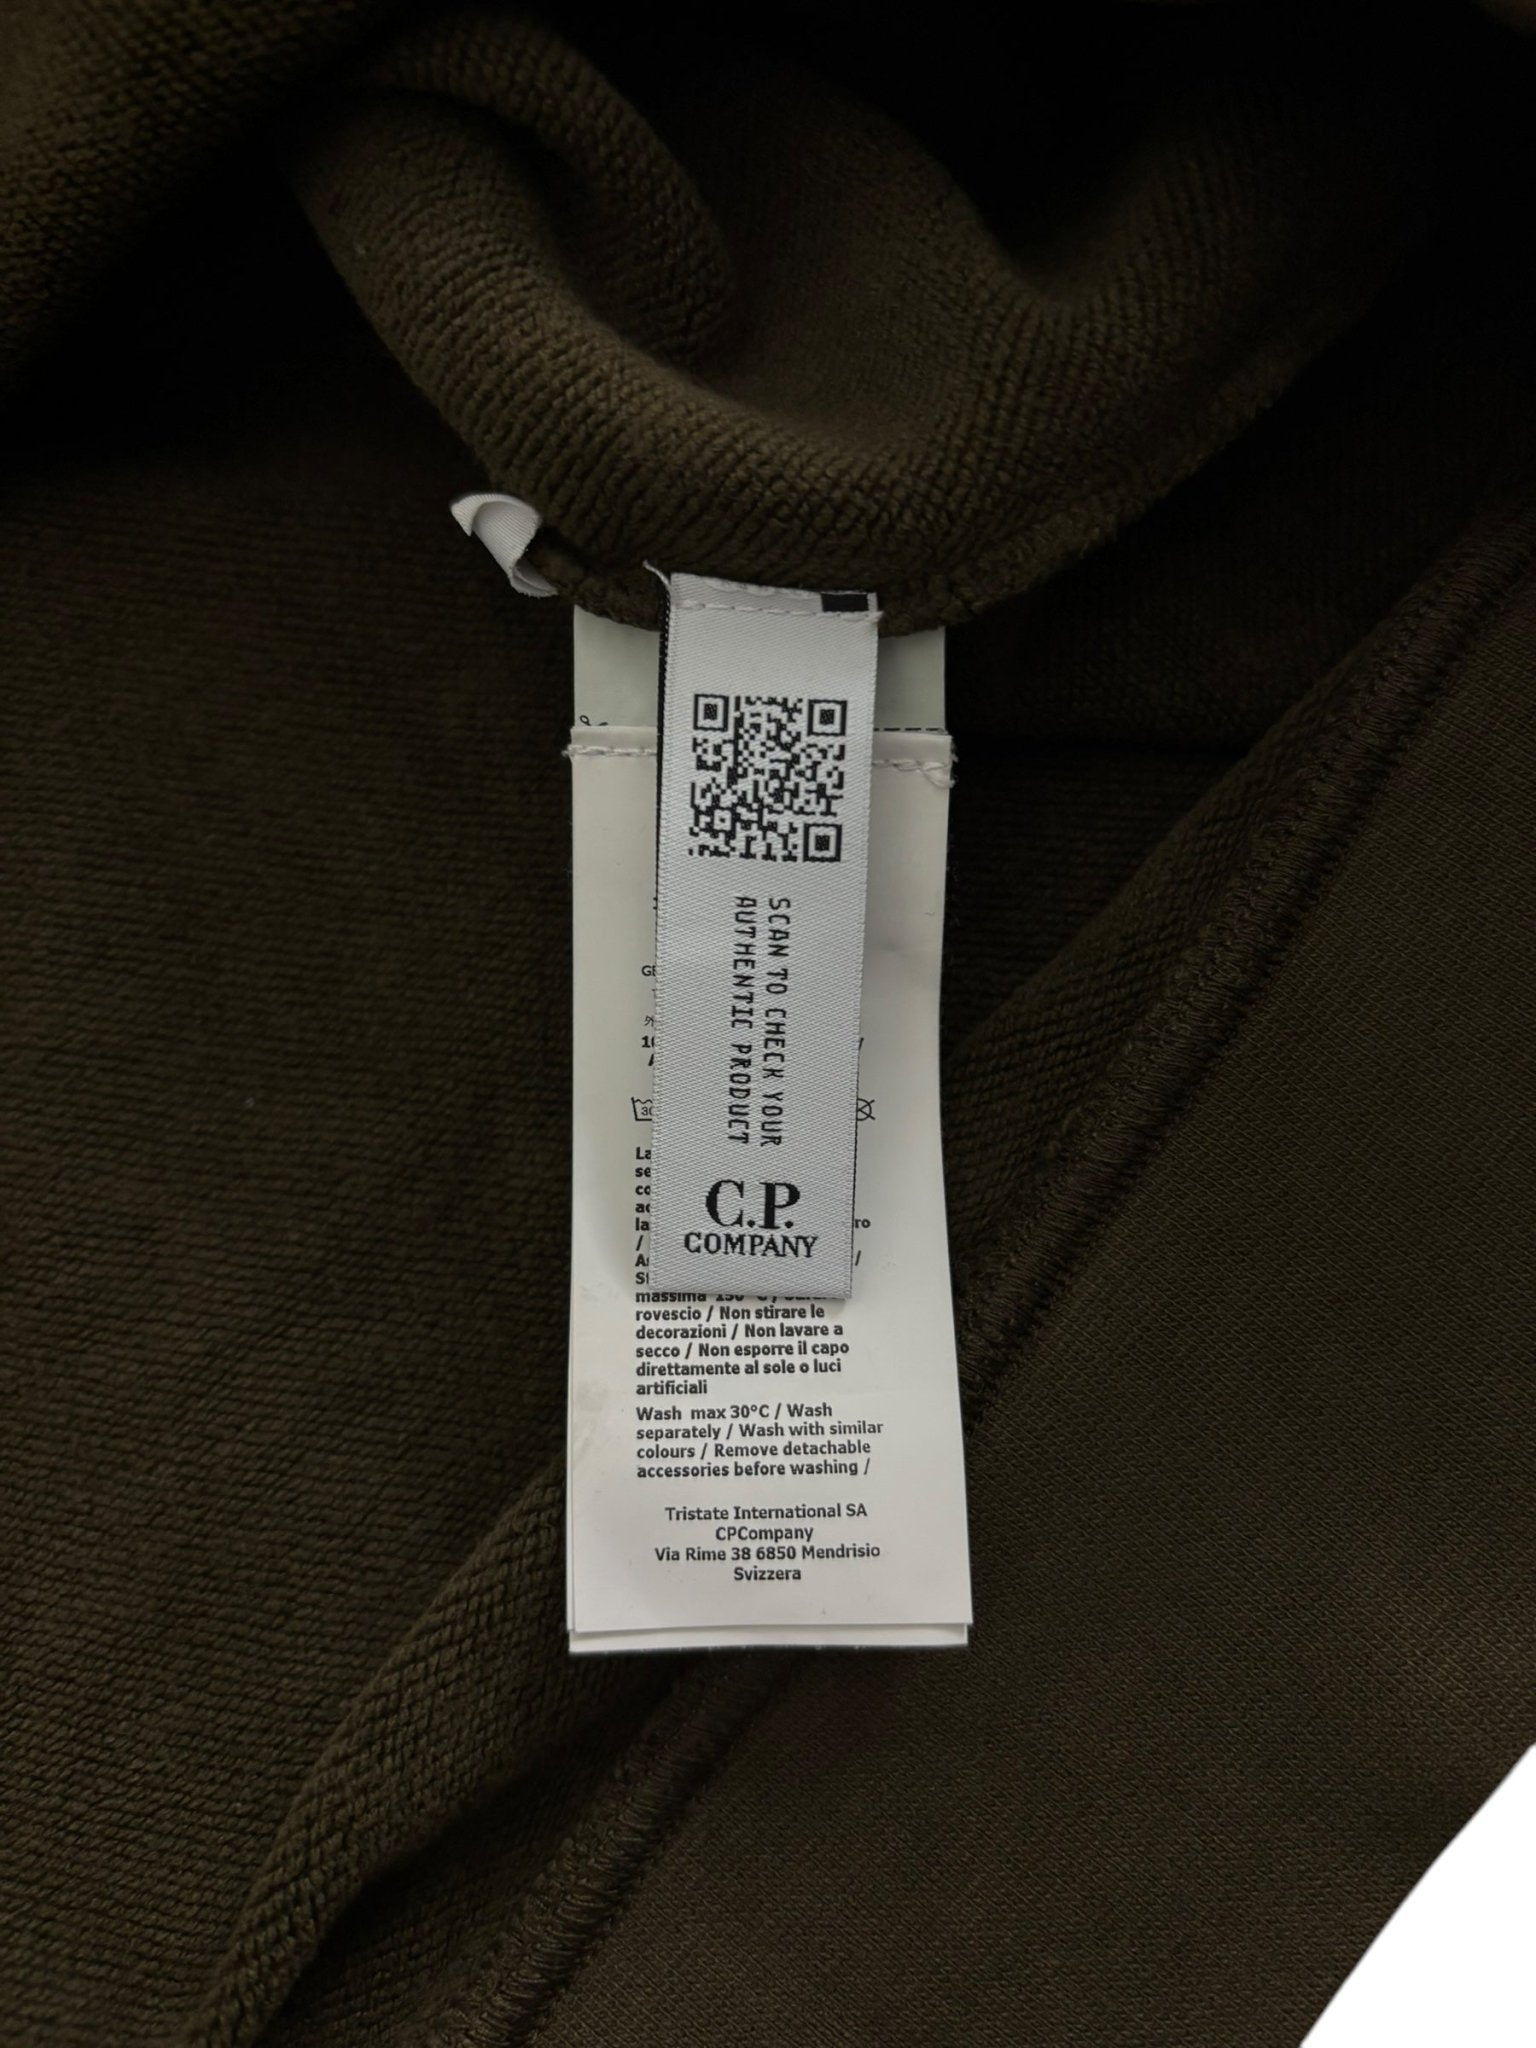 SCAN TO CHECK YOUR
AUTHENTIC PRODUCT
C.P.
COMPANY
massima
rovescio / Non stirare le
decorazioni / Non lavare a
secco / Non esporre il capo
direttamente al sole o luci
artificiali
Wash max 30°C / Wash
separately / Wash with similar
colours / Remove detachable
accessories before washing /
Tristate International SA
CPCompany
Via Rime 38 6850 Mendrisio
Svizzera